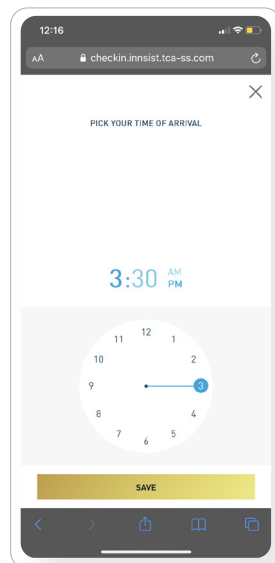 12:16
AA checkin.innsist.tca-ss.com
PICK YOUR TIME OF ARRIVAL
3:30 AM
PM
12
11 1
10 2
9 3
8 4
7 5
6
SAVE